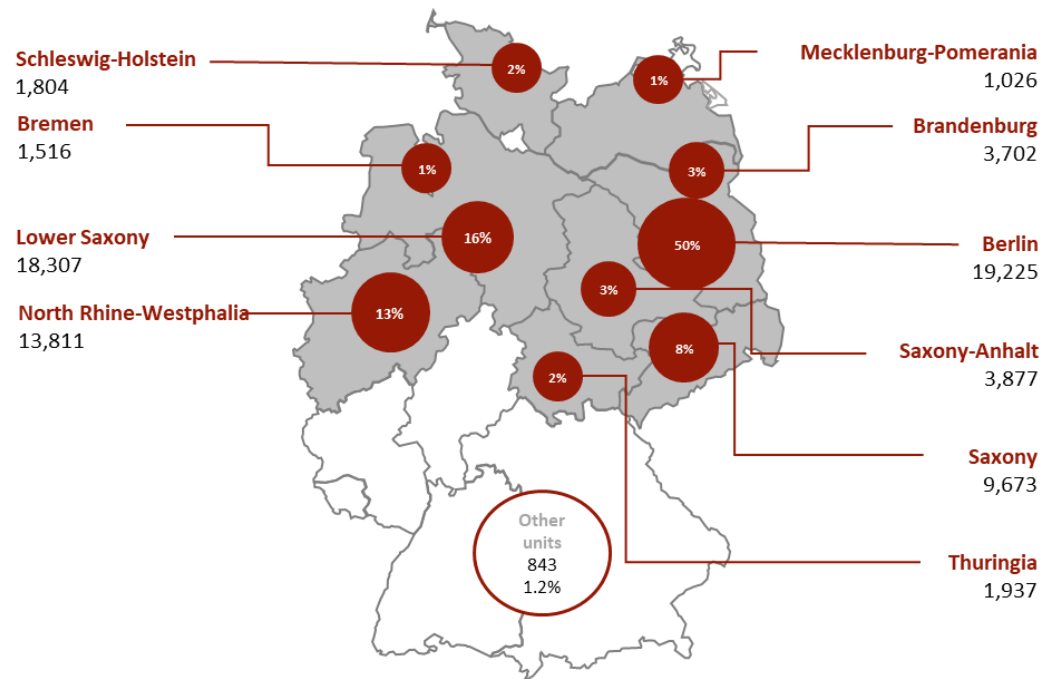 Schleswig-Holstein
1,804
2%
1%
Mecklenburg-Pomerania
1,026
Bremen
1,516
1%
Brandenburg
3,702
3%
Lower Saxony
18,307
16%
50%
Berlin
19,225
North Rhine-Westphalia
13,811
13%
3%
Saxony-Anhalt
3,877
8%
Saxony
9,673
2%
Thuringia
1,937
Other
units
843
1.2%